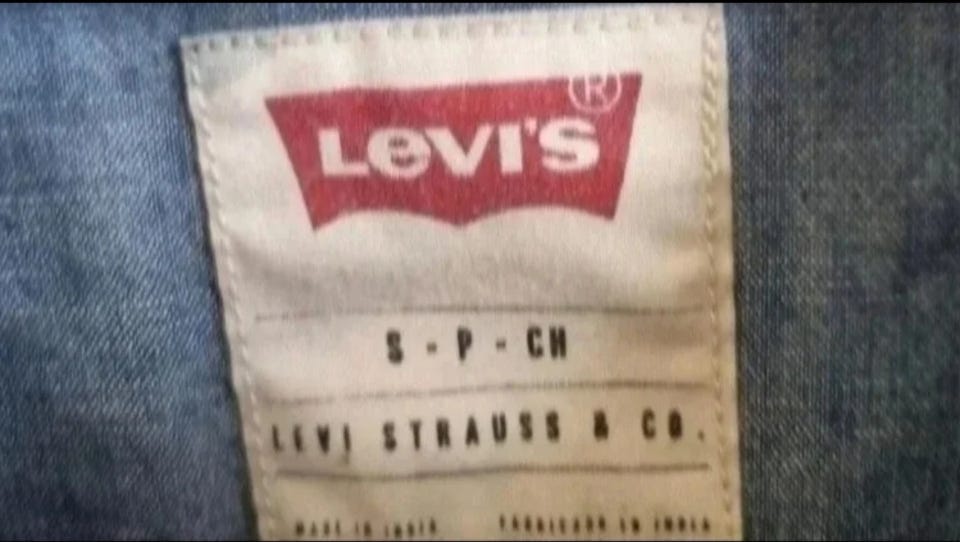 LEVI'S®
S - P - CH
LEVI STRAUSS & CO.
MADE IN INDIA FABRICADO EN INDIA